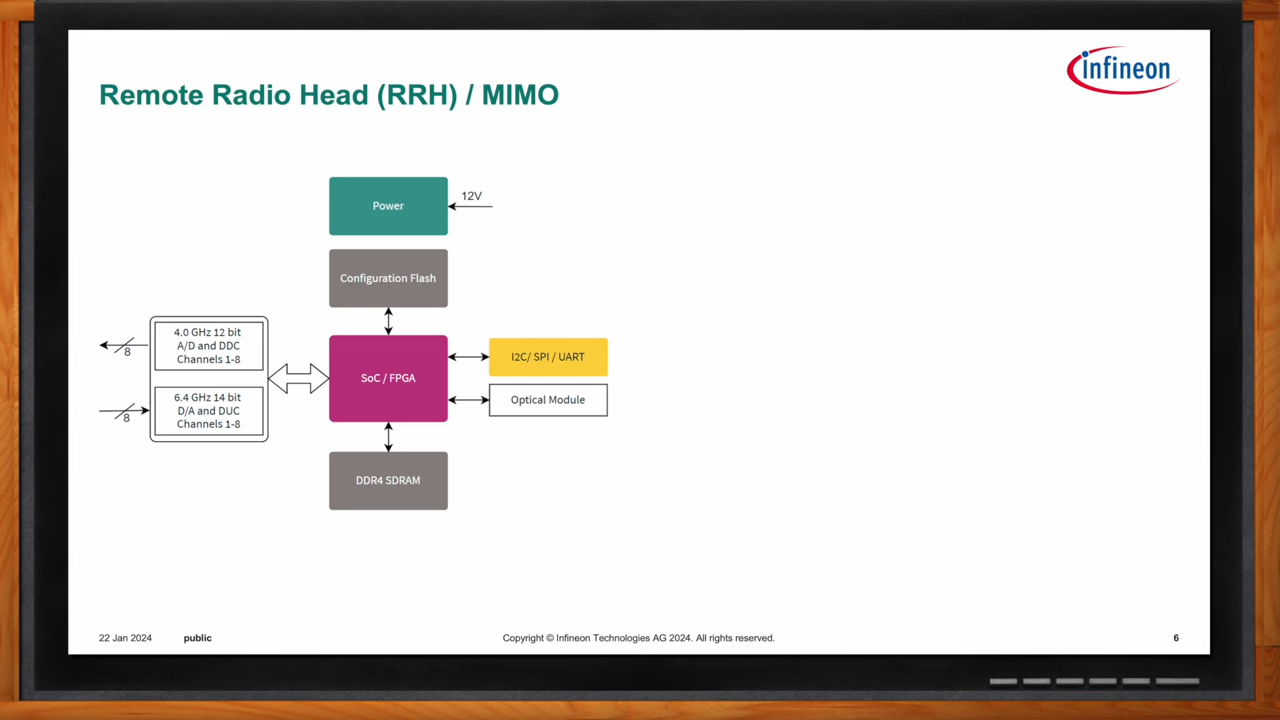 infineon
Remote Radio Head (RRH) / MIMO
Power
12V
Configuration Flash
4.0 GHz 12 bit
A/D and DDC
Channels 1-8
8
6.4 GHz 14 bit
D/A and DUC
Channels 1-8
8
SoC / FPGA
I2C/ SPI / UART
Optical Module
DDR4 SDRAM
22 Jan 2024
public
Copyright © Infineon Technologies AG 2024. All rights reserved.
6